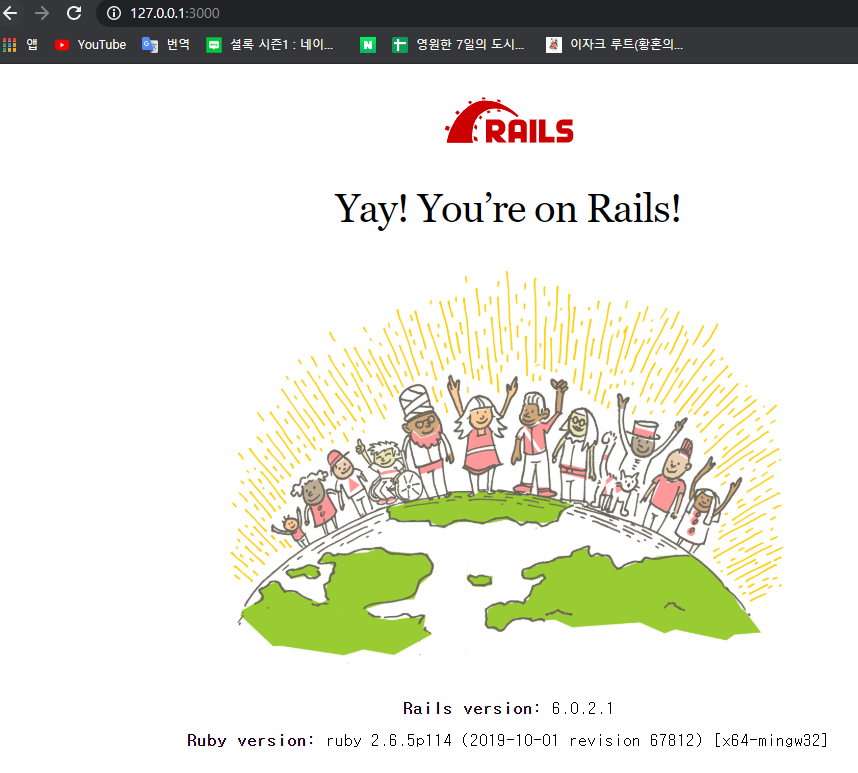 127.0.0.1:3000
앱 YouTube 번역 셜록 시즌1 : 네이... 영원한 7일의 도시... 이자크 루트(황혼의...
RAILS
Yay! You’re on Rails!
Rails version: 6.0.2.1
Ruby version: ruby 2.6.5p114 (2019-10-01 revision 67812) [x64-mingw32]